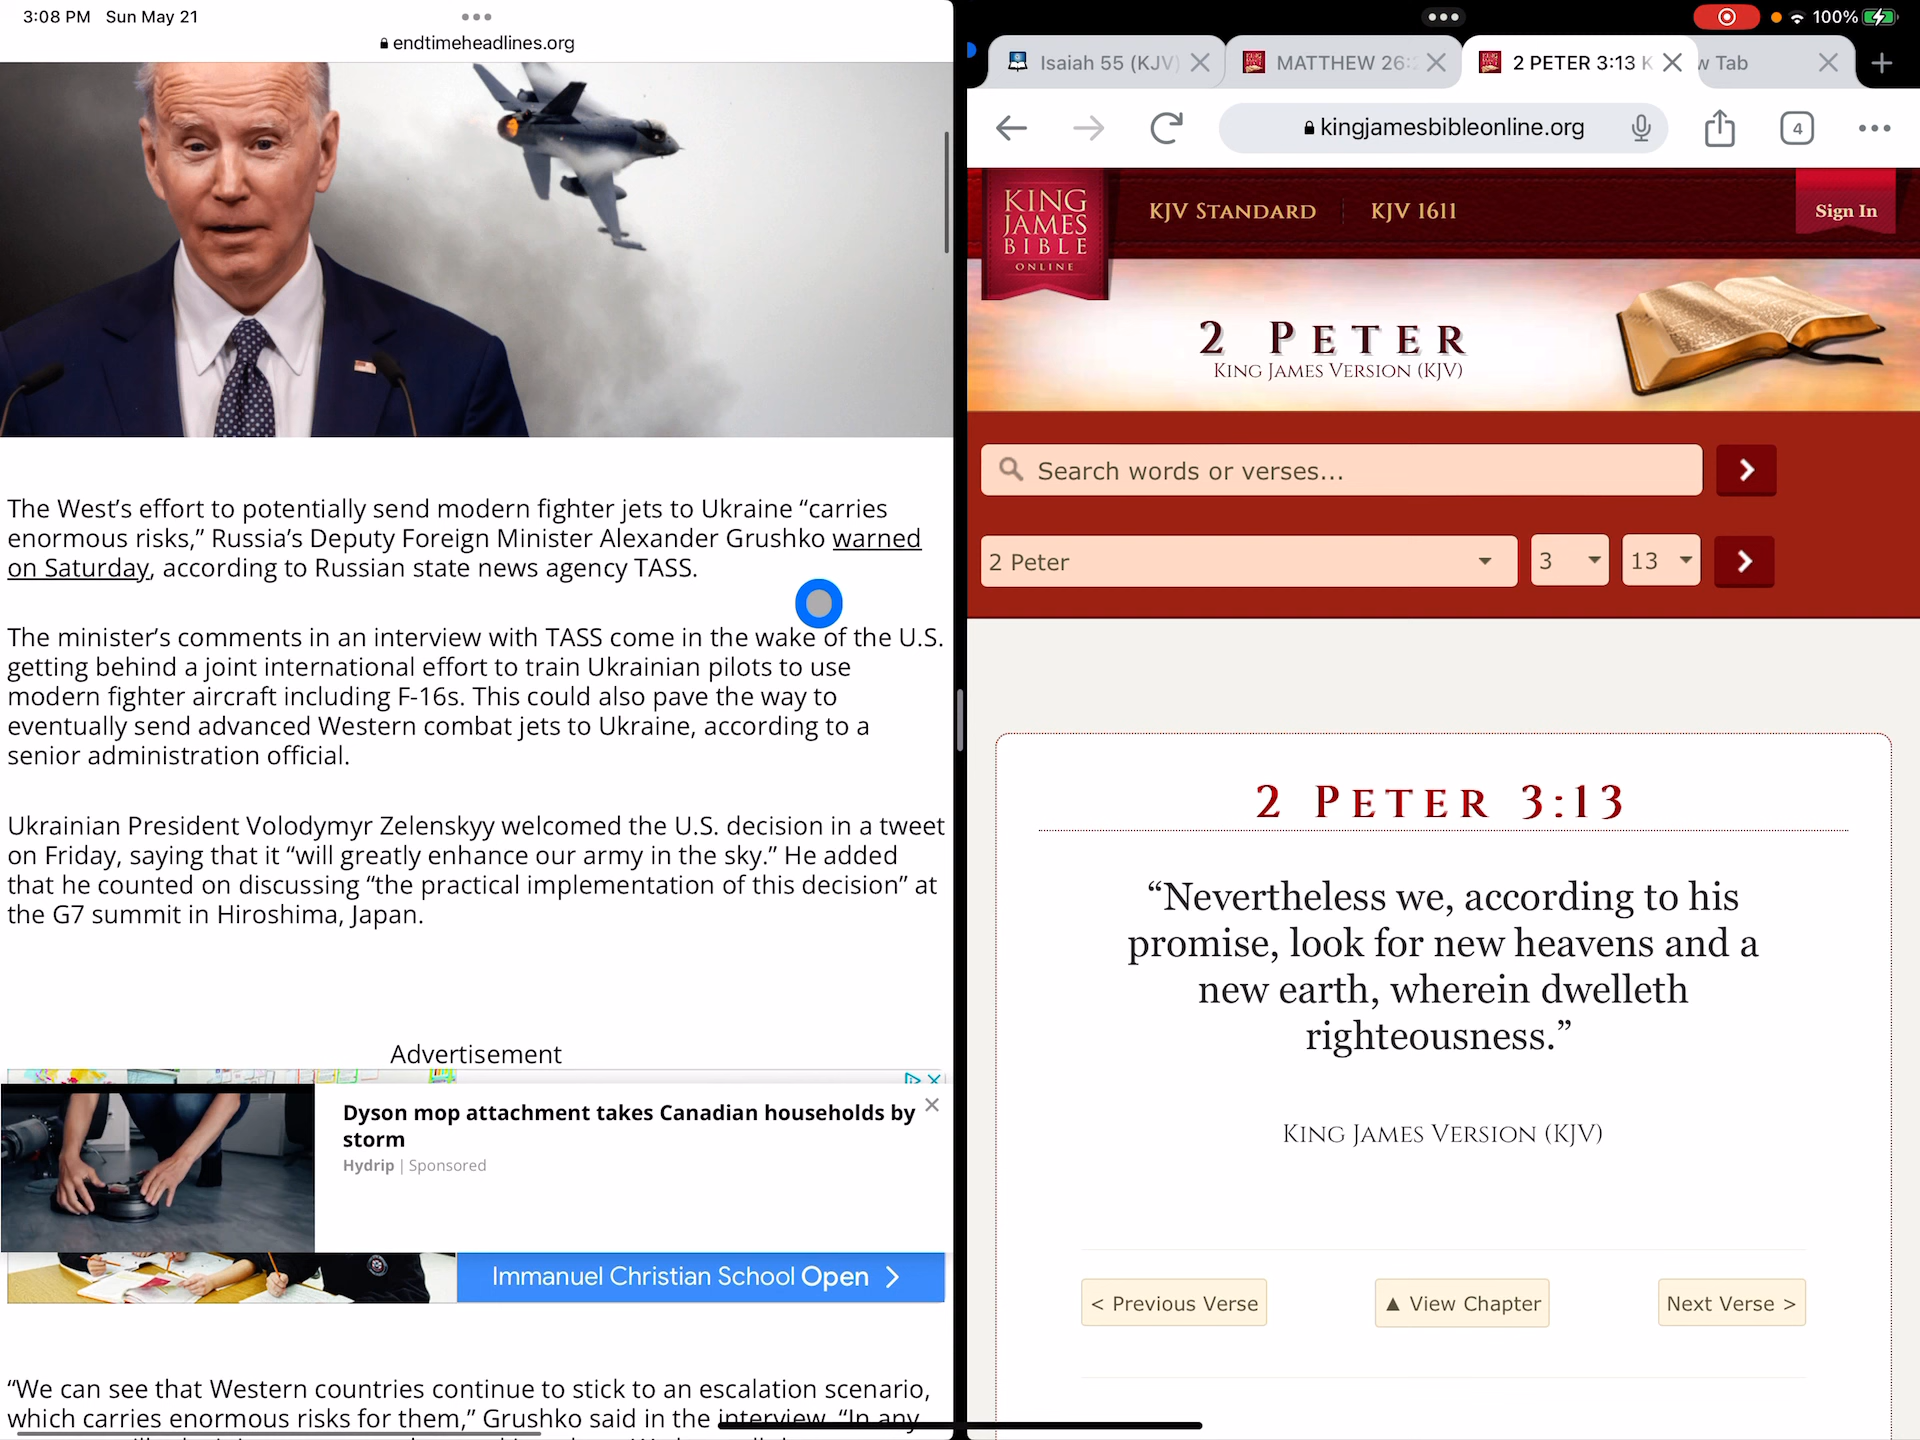 3:08 PM Sun May 21
endtimeheadlines.org
The West’s effort to potentially send modern fighter jets to Ukraine “carries
enormous risks,” Russia’s Deputy Foreign Minister Alexander Grushko warned
on Saturday, according to Russian state news agency TASS.
The minister’s comments in an interview with TASS come in the wake of the U.S.
getting behind a joint international effort to train Ukrainian pilots to use
modern fighter aircraft including F-16s. This could also pave the way to
eventually send advanced Western combat jets to Ukraine, according to a
senior administration official.
Ukrainian President Volodymyr Zelenskyy welcomed the U.S. decision in a tweet
on Friday, saying that it “will greatly enhance our army in the sky.” He added
that he counted on discussing “the practical implementation of this decision” at
the G7 summit in Hiroshima, Japan.
Advertisement
Dyson mop attachment takes Canadian households by
storm
Hydrip | Sponsored
Immanuel Christian School Open
“We can see that Western countries continue to stick to an escalation scenario,
which carries enormous risks for them,” Grushko said in the interview. “In any
100%
Isaiah 55 (KJV)
MATTHEW 26:
2 PETER 3:13 K
w Tab
kingjamesbibleonline.org
4
KING
JAMES
BIBLE
ONLINE
KJV STANDARD
KJV 1611
Sign In
2 PETER
KING JAMES VERSION (KJV)
Search words or verses...
2 Peter
3
13
2 PETER 3:13
“Nevertheless we, according to his
promise, look for new heavens and a
new earth, wherein dwelleth
righteousness.”
KING JAMES VERSION (KJV)
< Previous Verse
▲ View Chapter
Next Verse >